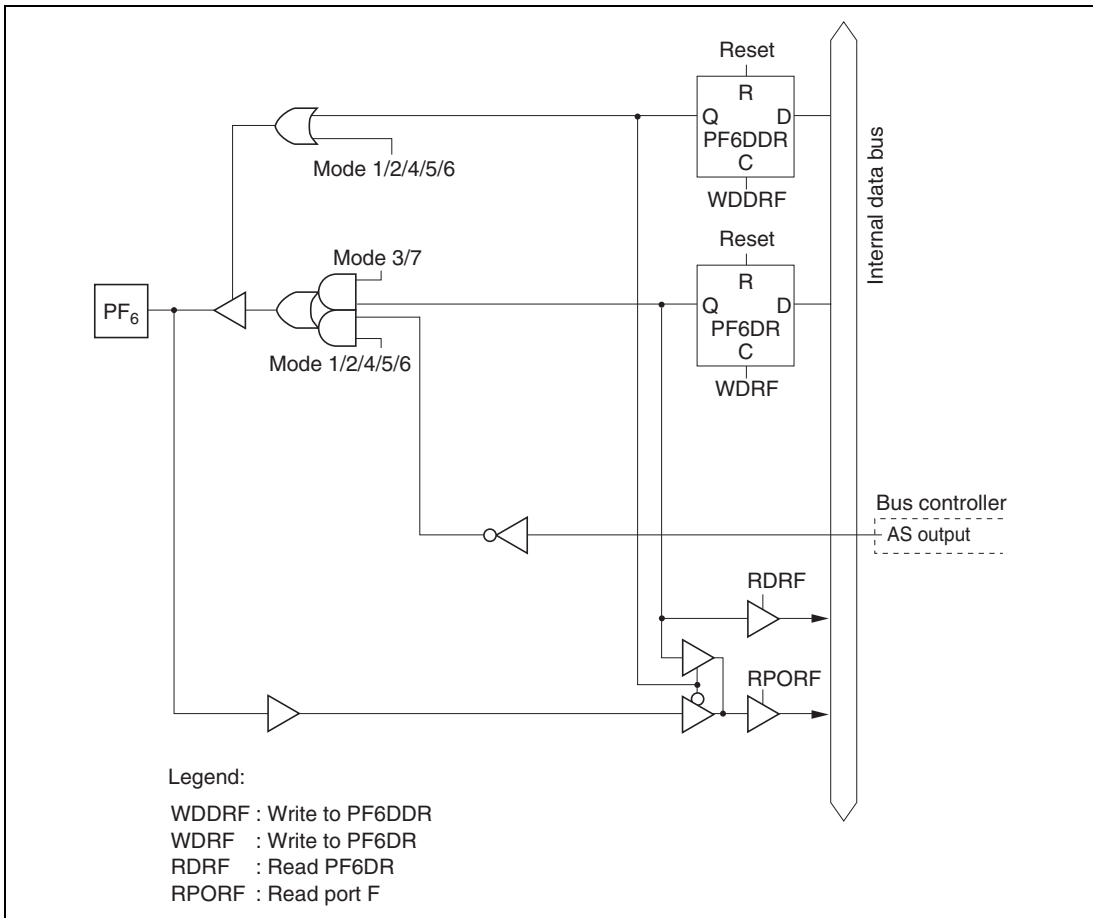 Reset
R
Q D
PF6DDR
C
WDDRF
Mode 1/2/4/5/6
Internal data bus
Reset
R
Q D
PF6DR
C
WDRF
Mode 3/7
PF6
Mode 1/2/4/5/6
Bus controller
AS output
RDRF
RPORF
Legend:
WDDRF : Write to PF6DDR
WDRF : Write to PF6DR
RDRF : Read PF6DR
RPORF : Read port F